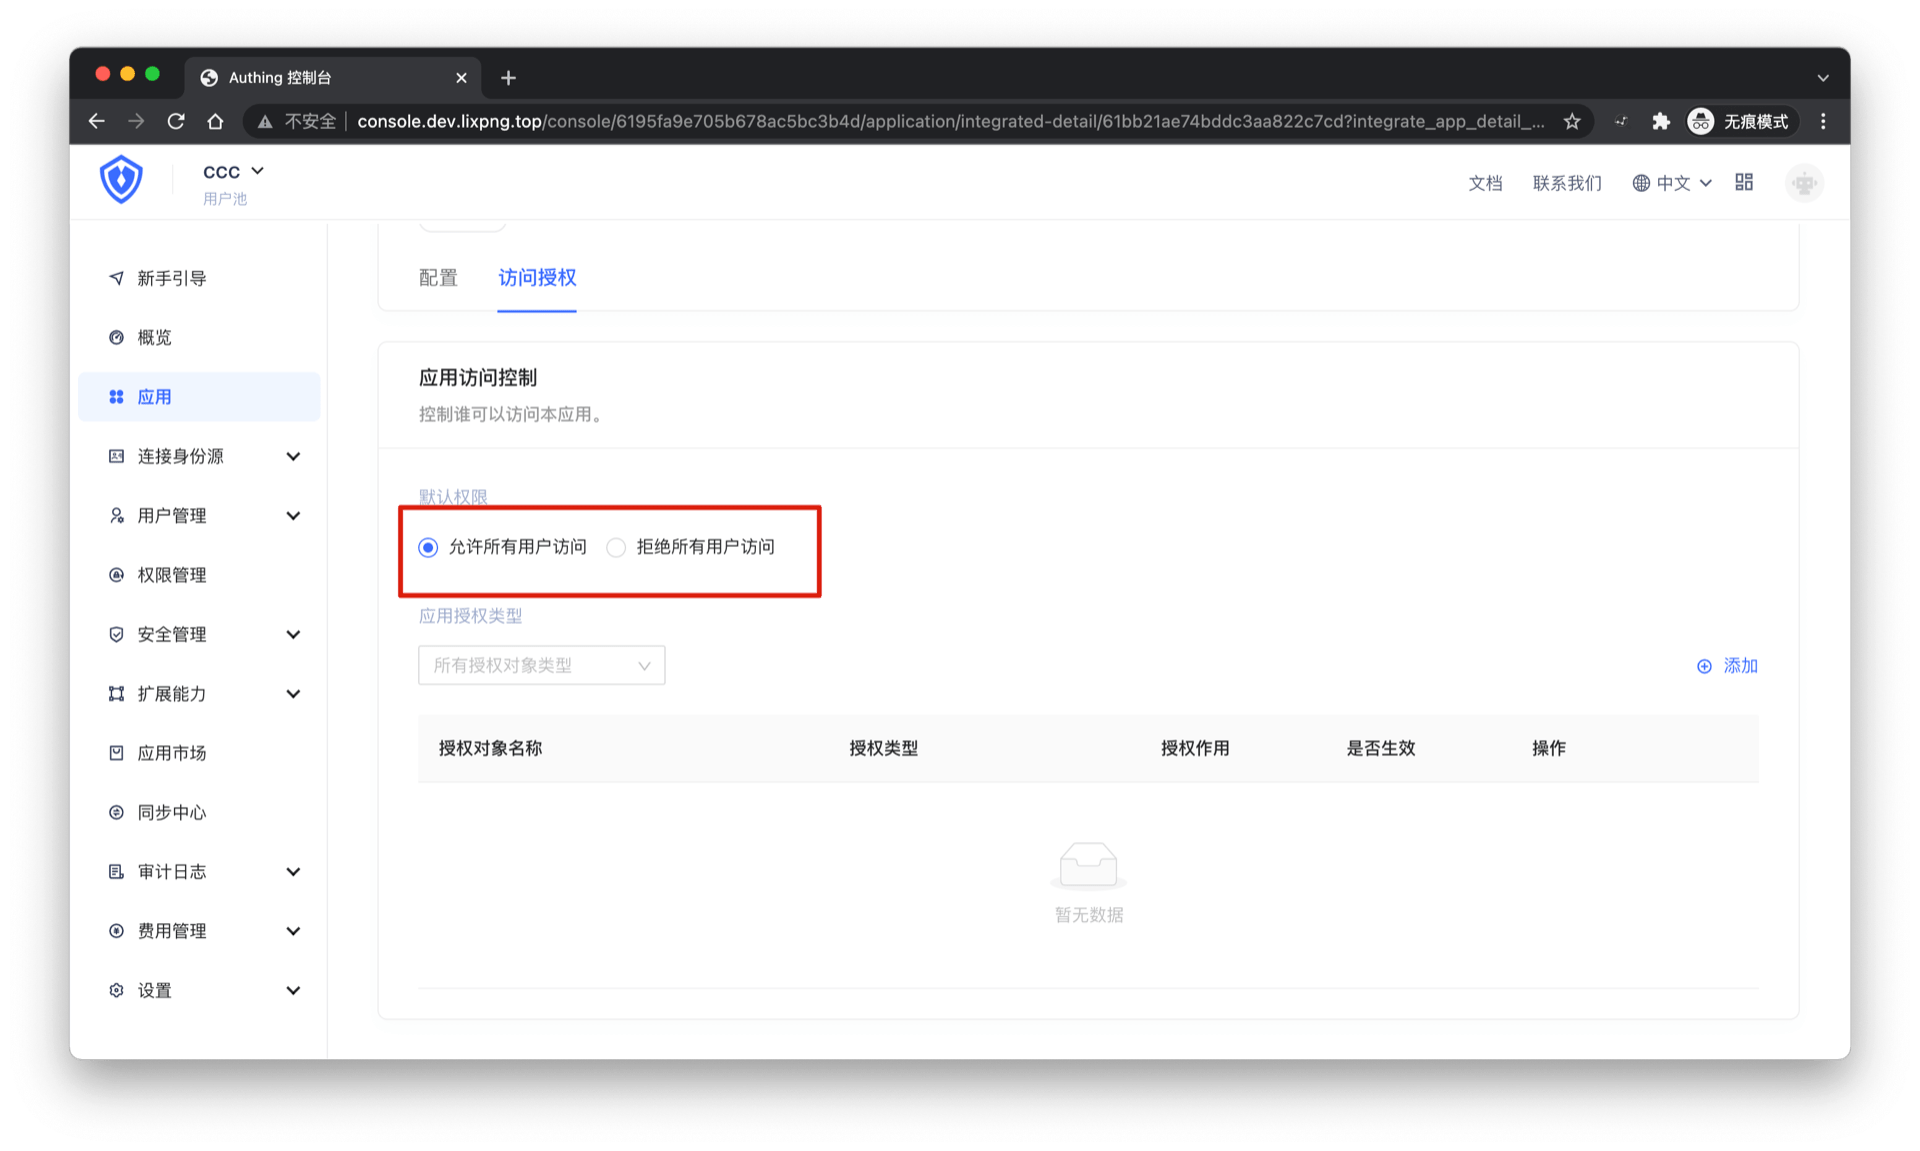 Authing 控制台
不安全
console.dev.lixpng.top/console/6195fa9e705b678ac5bc3b4d/application/integrated-detail/61bb21ae74bddc3aa822c7cd?integrate_app_detail_...
无痕模式
CCC
用户池
文档
联系我们
中文
新手引导
概览
应用
连接身份源
用户管理
权限管理
安全管理
扩展能力
应用市场
同步中心
审计日志
费用管理
设置
配置
访问授权
应用访问控制
控制谁可以访问本应用。
默认权限
允许所有用户访问
拒绝所有用户访问
应用授权类型
所有授权对象类型
添加
授权对象名称
授权类型
授权作用
是否生效
操作
暂无数据